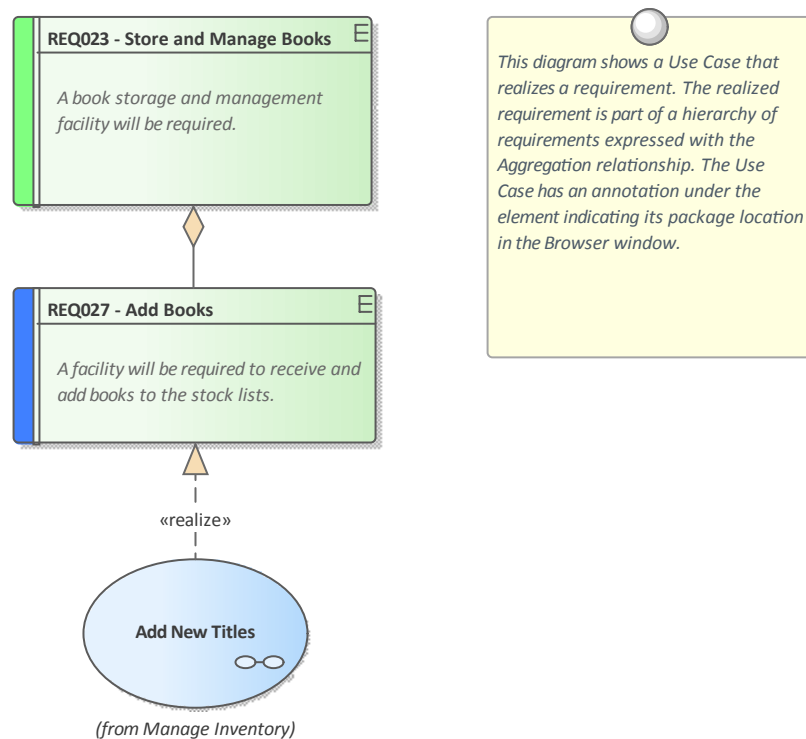 REQ023 - Store and Manage Books
E
A book storage and management
facility will be required.
REQ027 - Add Books
E
A facility will be required to receive and
add books to the stock lists.
«realize»
Add New Titles
(from Manage Inventory)
This diagram shows a Use Case that
realizes a requirement. The realized
requirement is part of a hierarchy of
requirements expressed with the
Aggregation relationship. The Use
Case has an annotation under the
element indicating its package location
in the Browser window.